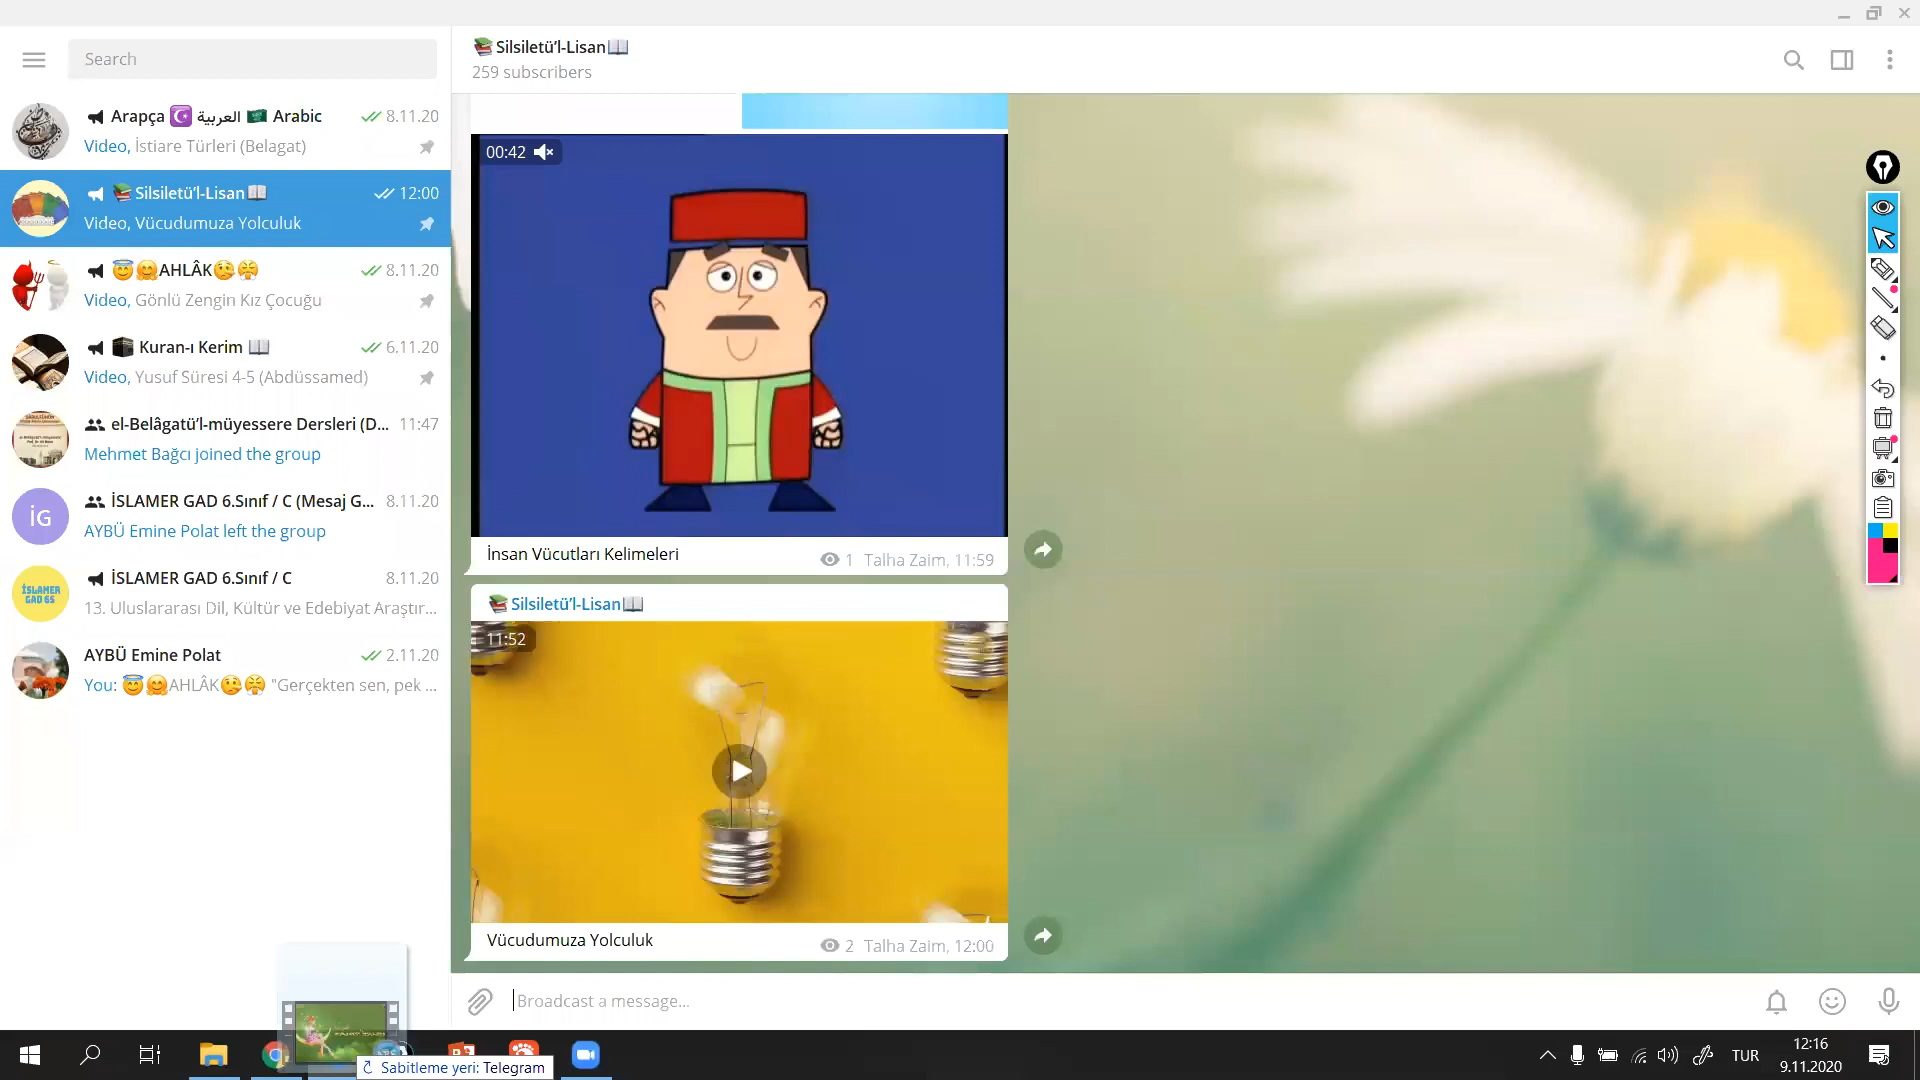 Search
Arapça العربية Arabic
8.11.20
Video, İstiare Türleri (Belagat)
Silsiletü'l-Lisan
12:00
Video, Vücudumuza Yolculuk
AHLÂK
8.11.20
Video, Gönlü Zengin Kız Çocuğu
Kuran-ı Kerim
6.11.20
Video, Yusuf Süresi 4-5 (Abdüssamed)
el-Belâgatü'l-müyessere Dersleri (D...
11:47
Mehmet Bağcı joined the group
İG
İSLAMER GAD 6.Sınıf / C (Mesaj G...
8.11.20
AYBÜ Emine Polat left the group
İSLAMER
GAD 6S
İSLAMER GAD 6.Sınıf / C
8.11.20
13. Uluslararası Dil, Kültür ve Edebiyat Araştır...
AYBÜ Emine Polat
2.11.20
You: 😇🤗AHLÂK🤨😤 "Gerçekten sen, pek ...
Silsiletü'l-Lisan
259 subscribers
00:42
İnsan Vücutları Kelimeleri
1 Talha Zaim, 11:59
Silsiletü'l-Lisan
11:52
Vücudumuza Yolculuk
2 Talha Zaim, 12:00
Broadcast a message...
Sabitleme yeri: Telegram
TUR
12:16
9.11.2020